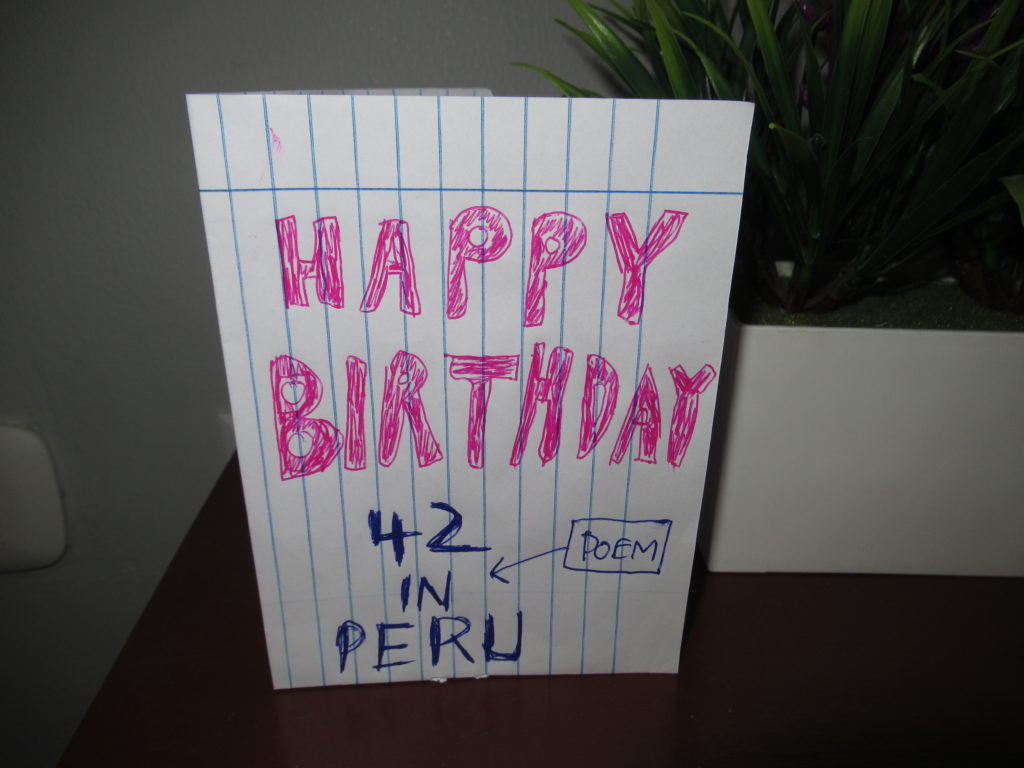 HAPPY
BIRTHDAY
42
IN
PERU
POEM